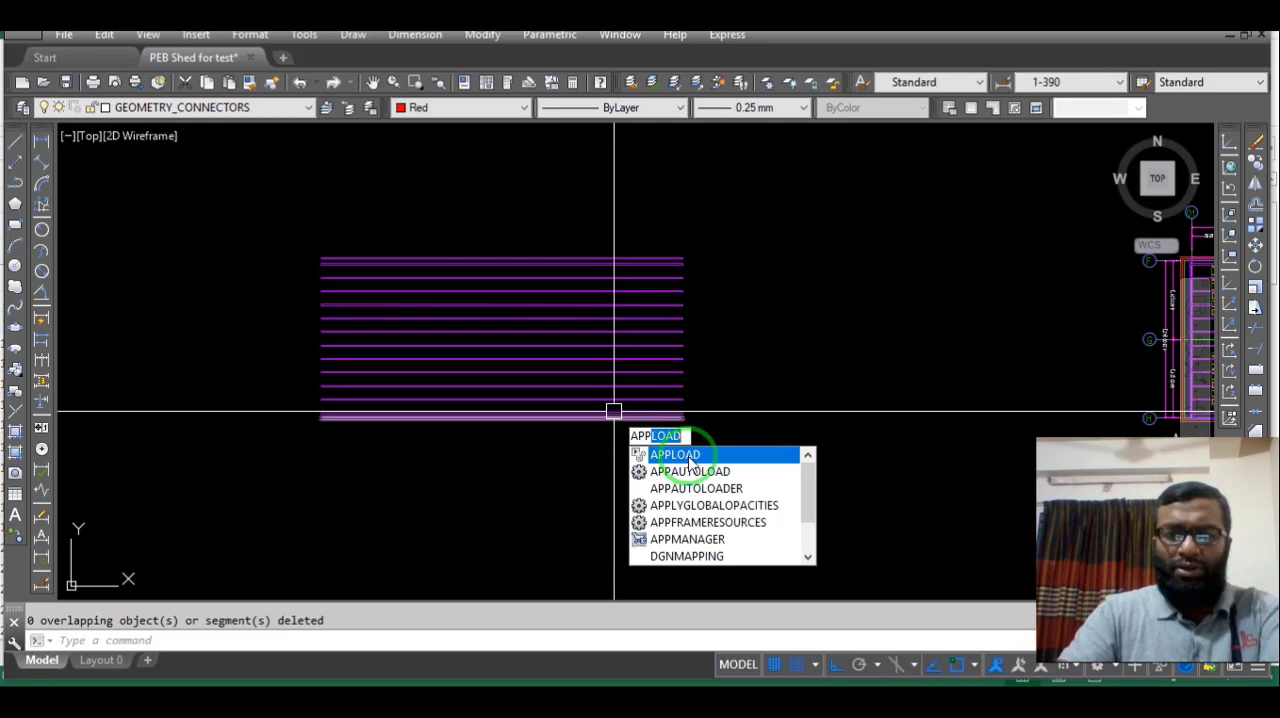 File Edit View Insert Format Tools Draw Dimension Modify Parametric Window Help Express
Start PEB Shed for test*
Standard 1-390 Standard
GEOMETRY_CONNECTORS Red ByLayer 0.25 mm ByColor
[−][Top][2D Wireframe]
N
W TOP E
S
WCS
F
G
H
APPLOAD
APPLOAD
APPAUTOLOAD
APPAUTOLOADER
APPLYGLOBALOPACITIES
APPFRAMERESOURCES
APPMANAGER
DGNMAPPING
Y
X
0 overlapping object(s) or segment(s) deleted
Type a command
Model Layout 0
MODEL